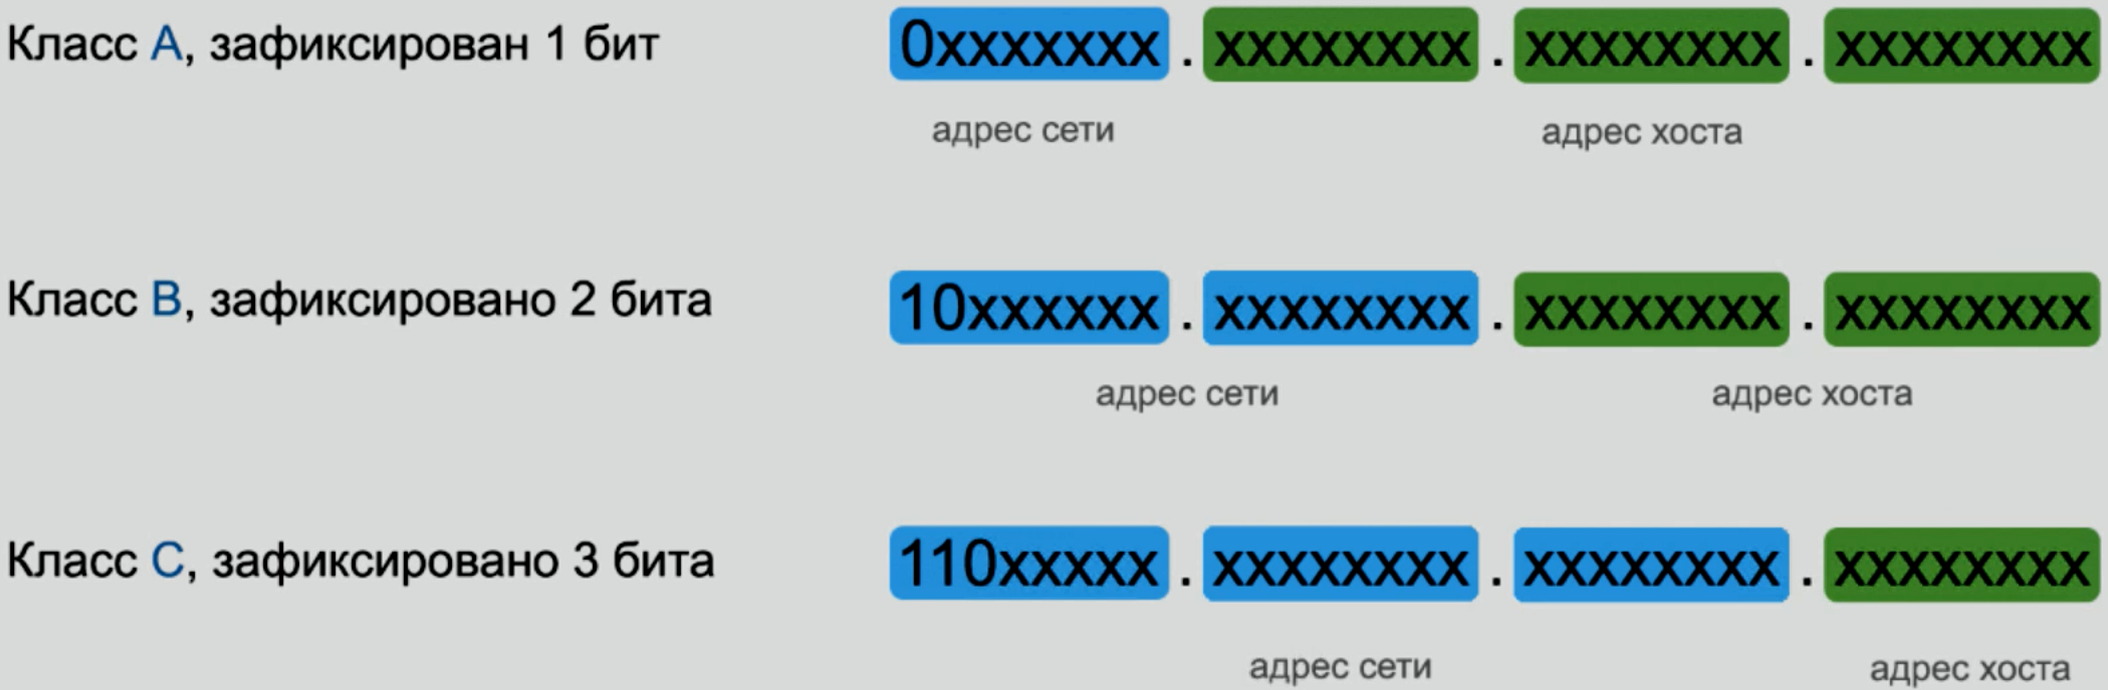 Класс A, зафиксирован 1 бит 0xxxxxxx . xxxxxxxx . xxxxxxxx . xxxxxxxx
адрес сети адрес хоста
Класс B, зафиксировано 2 бита 10xxxxxx . xxxxxxxx . xxxxxxxx . xxxxxxxx
адрес сети адрес хоста
Класс C, зафиксировано 3 бита 110xxxxx . xxxxxxxx . xxxxxxxx . xxxxxxxx
адрес сети адрес хоста